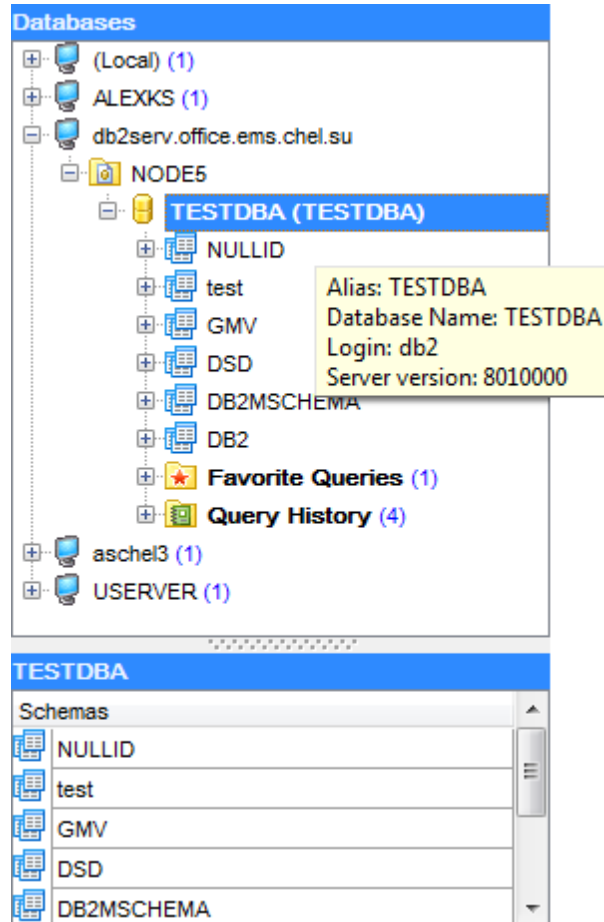 Databases
(Local) (1)
ALEXKS (1)
db2serv.office.ems.chel.su
NODE5
TESTDBA (TESTDBA)
NULLID
test
GMV
DSD
DB2MSCHEMA
DB2
Favorite Queries (1)
Query History (4)
aschel3 (1)
USERVER (1)
Alias: TESTDBA
Database Name: TESTDBA
Login: db2
Server version: 8010000
TESTDBA
Schemas
NULLID
test
GMV
DSD
DB2MSCHEMA